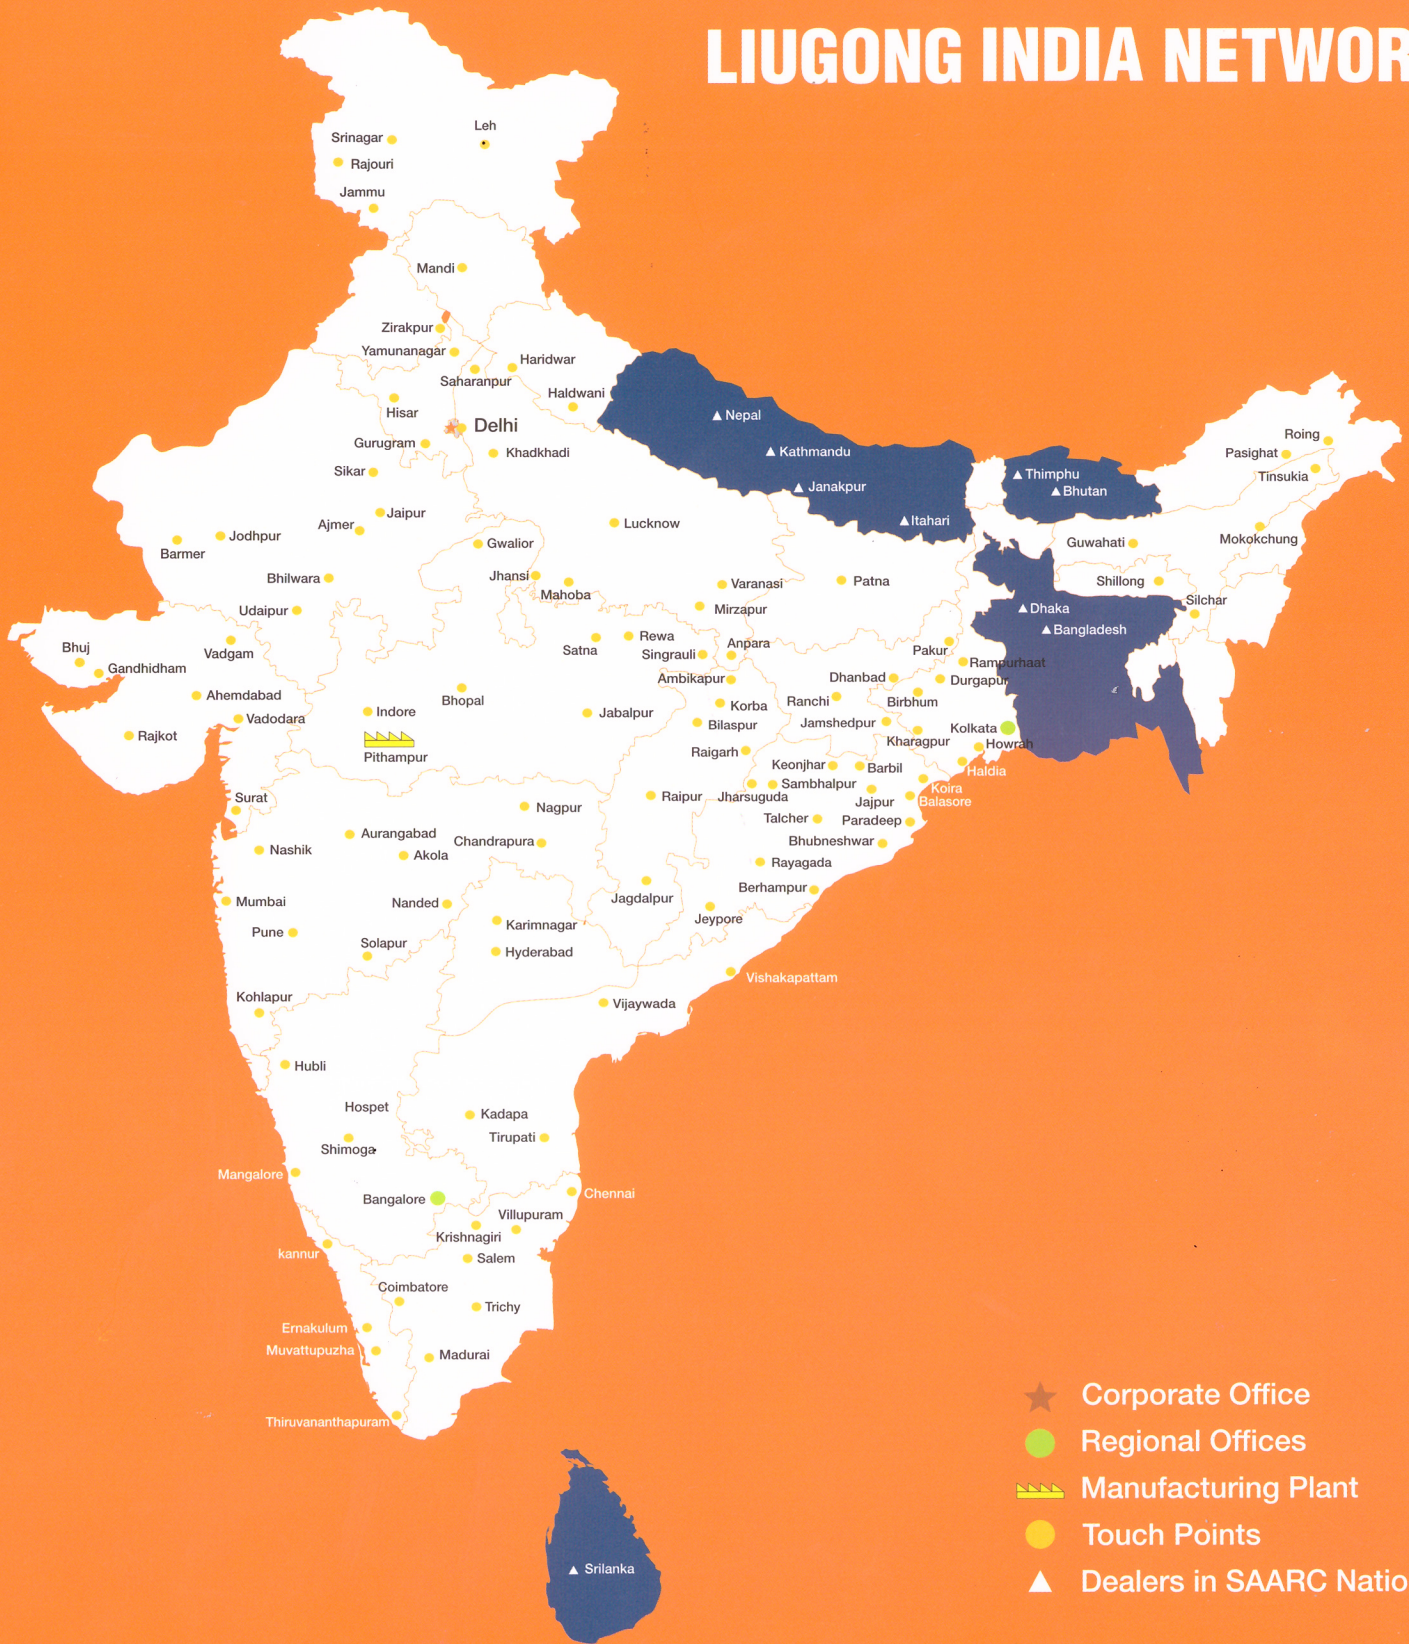 LIUGONG INDIA NETWOR
Leh
Srinagar
Rajouri
Jammu
Mandi
Zirakpur
Yamunanagar
Haridwar
Saharanpur
Haldwani
Hisar
Delhi
Gurugram
Khadkhadi
Sikar
Nepal
Kathmandu
Janakpur
Itahari
Thimphu
Bhutan
Roing
Pasighat
Tinsukia
Jaipur
Ajmer
Lucknow
Jodhpur
Barmer
Gwalior
Guwahati
Mokokchung
Bhilwara
Jhansi
Mahoba
Varanasi
Patna
Shillong
Silchar
Udaipur
Mirzapur
Dhaka
Bangladesh
Bhuj
Gandhidham
Vadgam
Satna
Rewa
Singrauli
Anpara
Pakur
Rampurhaat
Ambikapur
Dhanbad
Durgapur
Ahemdabad
Bhopal
Korba
Ranchi
Birbhum
Vadodara
Indore
Jabalpur
Bilaspur
Jamshedpur
Kolkata
Rajkot
Kharagpur
Howrah
Pithampur
Raigarh
Keonjhar
Barbil
Haldia
Sambhalpur
Koira
Surat
Raipur
Jharsuguda
Jajpur
Balasore
Nagpur
Talcher
Paradeep
Aurangabad
Chandrapura
Bhubneshwar
Nashik
Akola
Rayagada
Mumbai
Nanded
Jagdalpur
Berhampur
Jeypore
Pune
Karimnagar
Solapur
Hyderabad
Vishakapattam
Kohlapur
Vijaywada
Hubli
Hospet
Kadapa
Tirupati
Shimoga
Mangalore
Bangalore
Chennai
Villupuram
Krishnagiri
kannur
Salem
Coimbatore
Trichy
Ernakulum
Muvattupuzha
Madurai
Thiruvananthapuram
Srilanka
Corporate Office
Regional Offices
Manufacturing Plant
Touch Points
Dealers in SAARC Natio